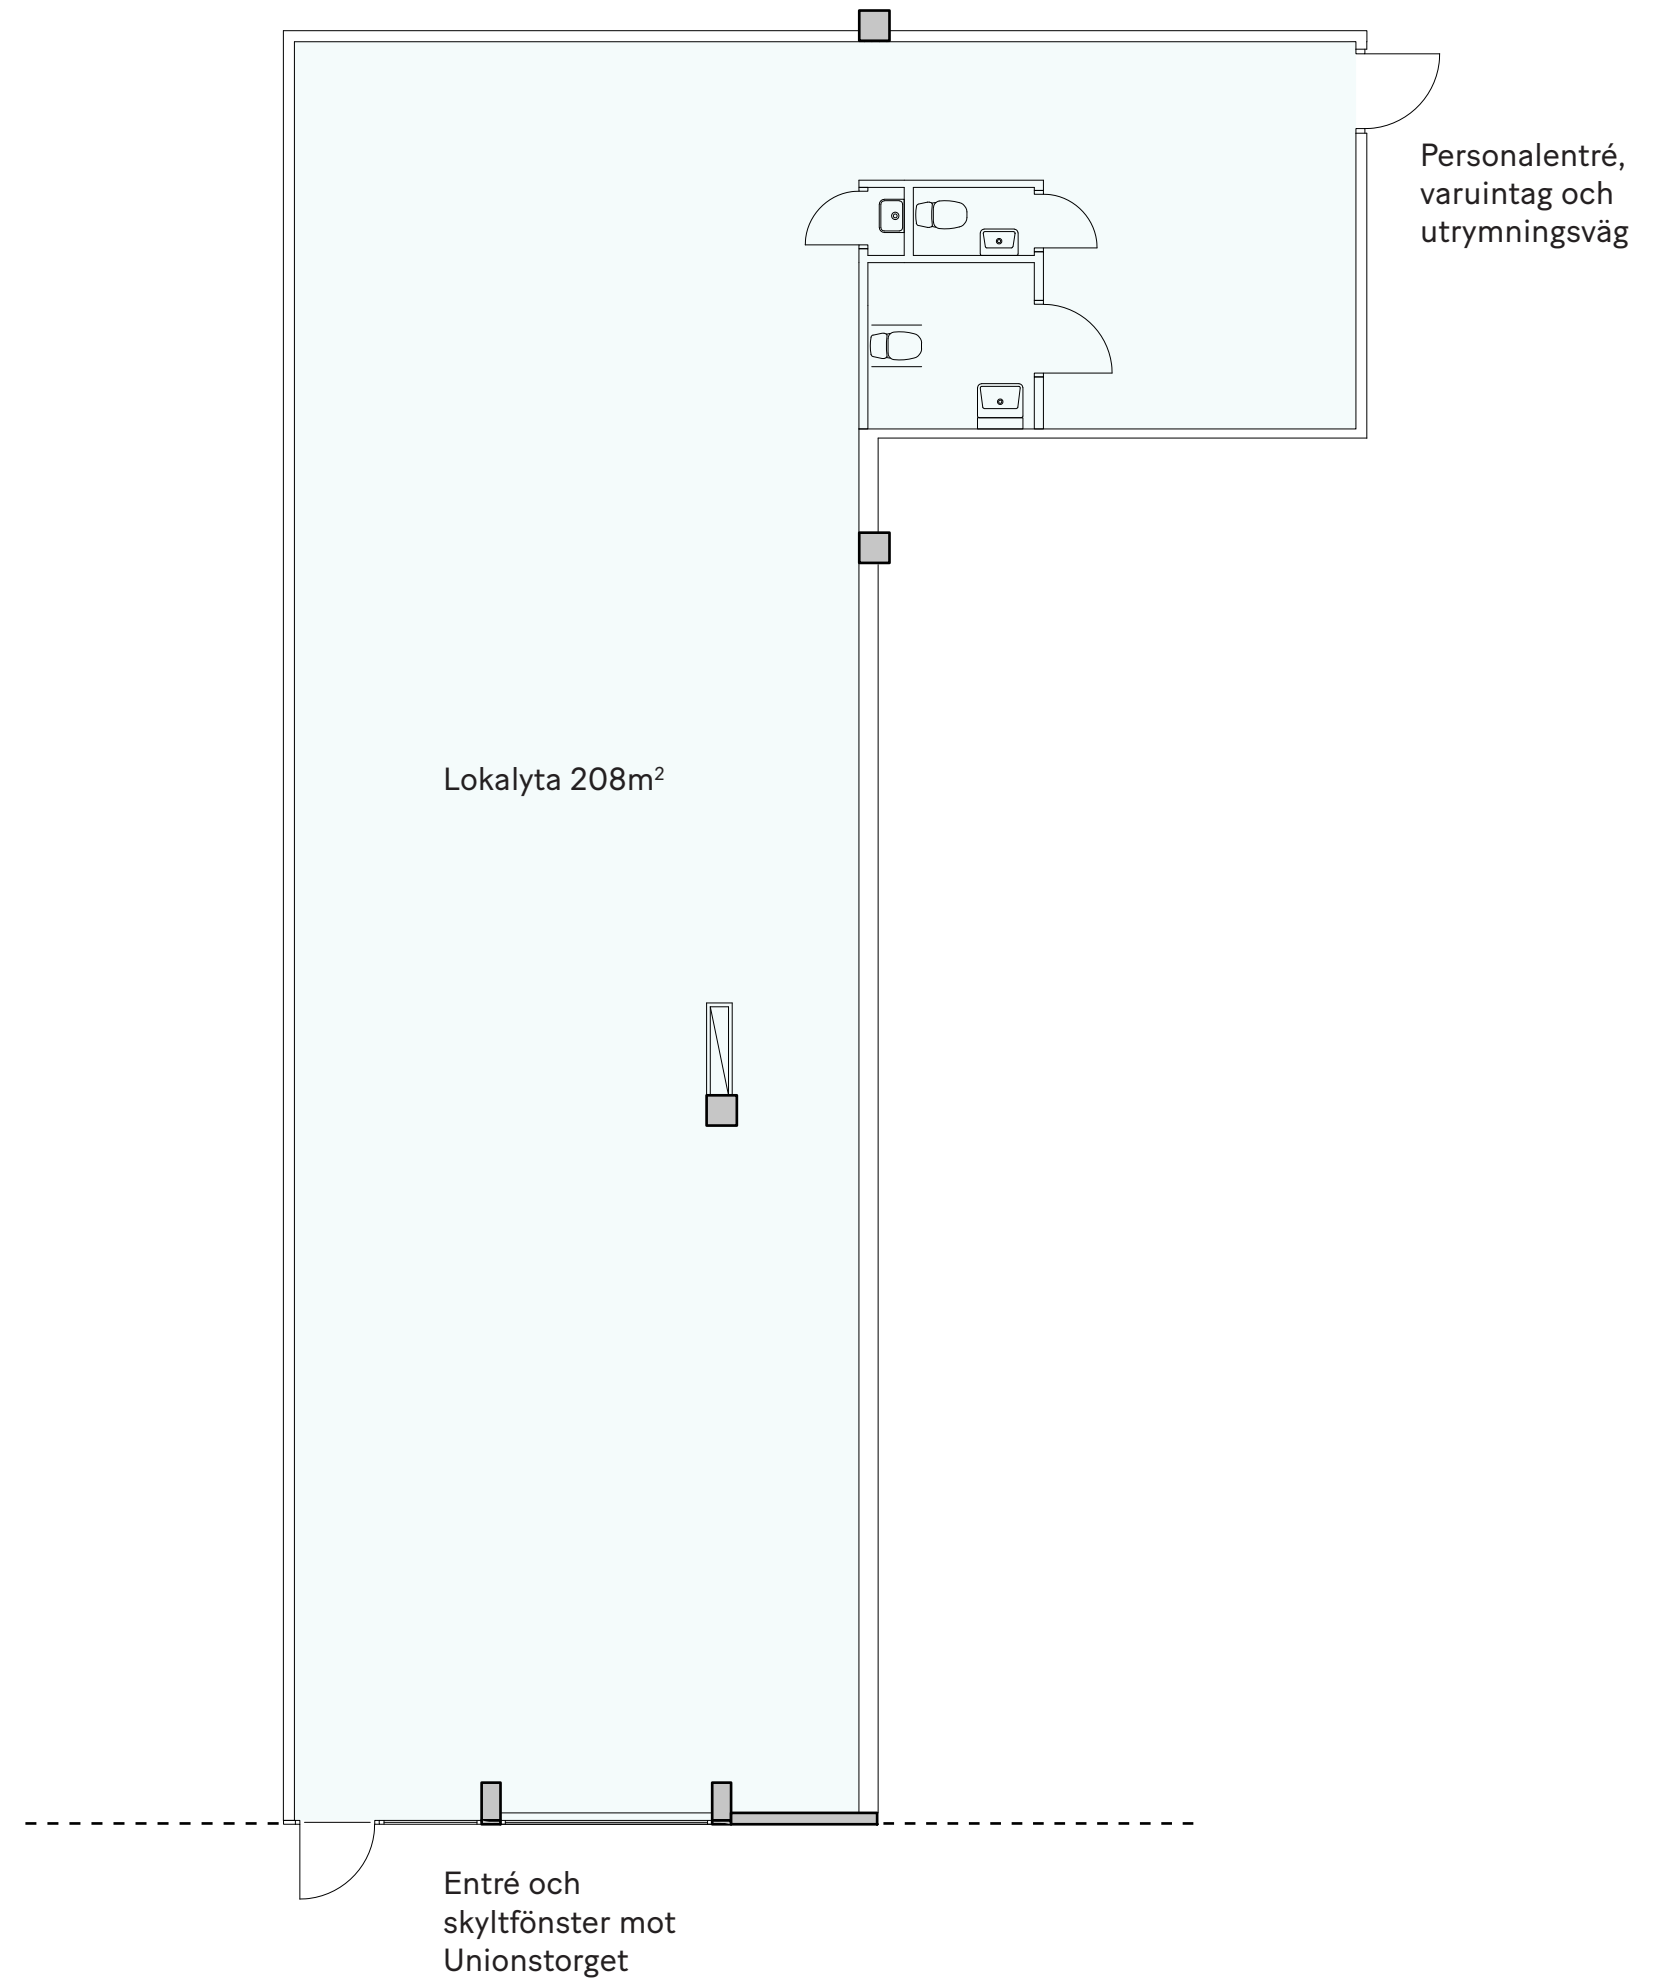 Personalentré,
varuintag och
utrymningsväg
Lokalyta 208m²
Entré och
skyltfönster mot
Unionstorget